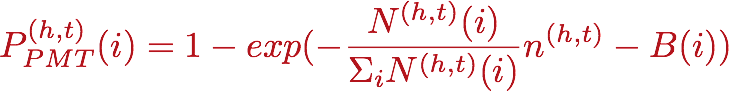 $P_{PMT}^{(h,t)}(i) = 1 - exp(-\frac{N^{(h,t)}(i)}{\Sigma_i N^{(h,t)}(i)} n^{(h,t)} - B(i))$